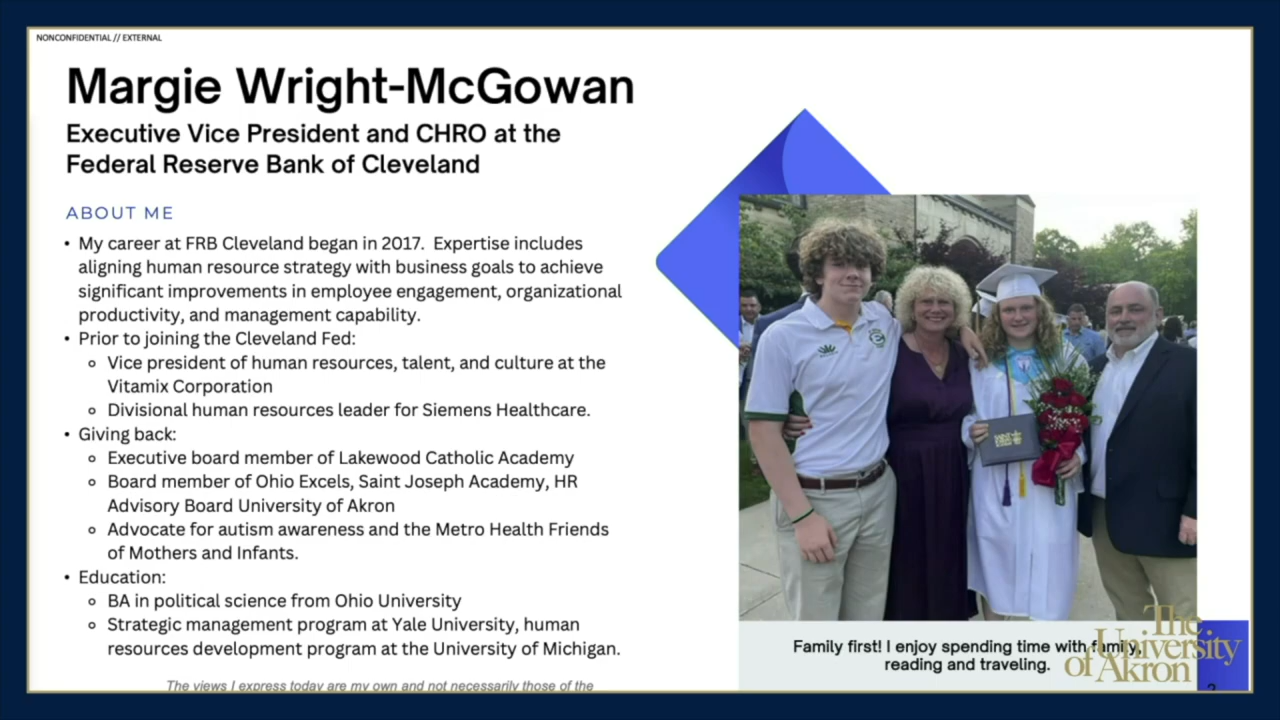 NONCONFIDENTIAL // EXTERNAL
Margie Wright-McGowan
Executive Vice President and CHRO at the
Federal Reserve Bank of Cleveland
ABOUT ME
• My career at FRB Cleveland began in 2017. Expertise includes
aligning human resource strategy with business goals to achieve
significant improvements in employee engagement, organizational
productivity, and management capability.
• Prior to joining the Cleveland Fed:
◦ Vice president of human resources, talent, and culture at the
Vitamix Corporation
◦ Divisional human resources leader for Siemens Healthcare.
• Giving back:
◦ Executive board member of Lakewood Catholic Academy
◦ Board member of Ohio Excels, Saint Joseph Academy, HR
Advisory Board University of Akron
◦ Advocate for autism awareness and the Metro Health Friends
of Mothers and Infants.
• Education:
◦ BA in political science from Ohio University
◦ Strategic management program at Yale University, human
resources development program at the University of Michigan.
The views I express today are my own and not necessarily those of the
Family first! I enjoy spending time with family,
reading and traveling.
The
University
of Akron
2